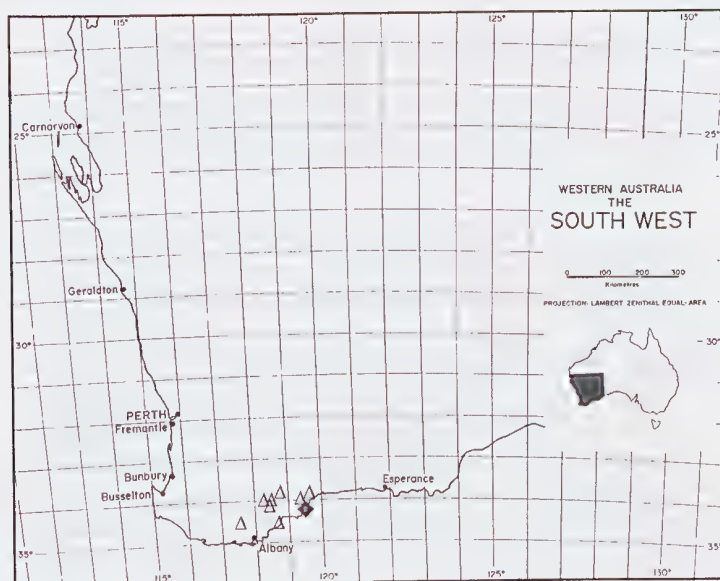 115°
120°
125°
130°
Carnarvon
25°
WESTERN AUSTRALIA
THE
SOUTH WEST
0 100 200 300
Kilometres
PROJECTION: LAMBERT ZENITHAL EQUAL-AREA
Geraldton
30°
30°
PERTH
Fremantle
Bunbury
Busselton
Esperance
Albany
35°
35°
115°
120°
125°
130°